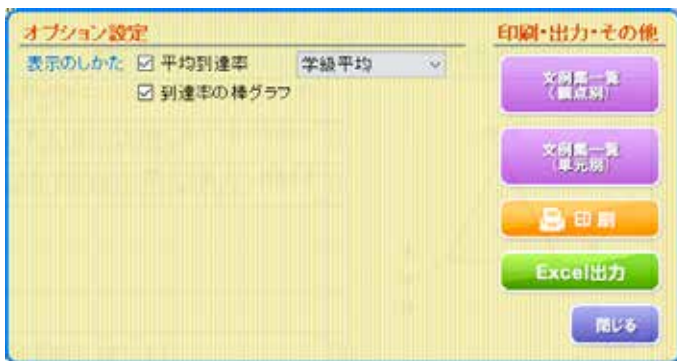 オプション設定
表示のしかた ☑ 平均到達率 学級平均
☑ 到達率の棒グラフ
印刷・出力・その他
文例集一覧
(観点別)
文例集一覧
(単元別)
印刷
Excel出力
閉じる